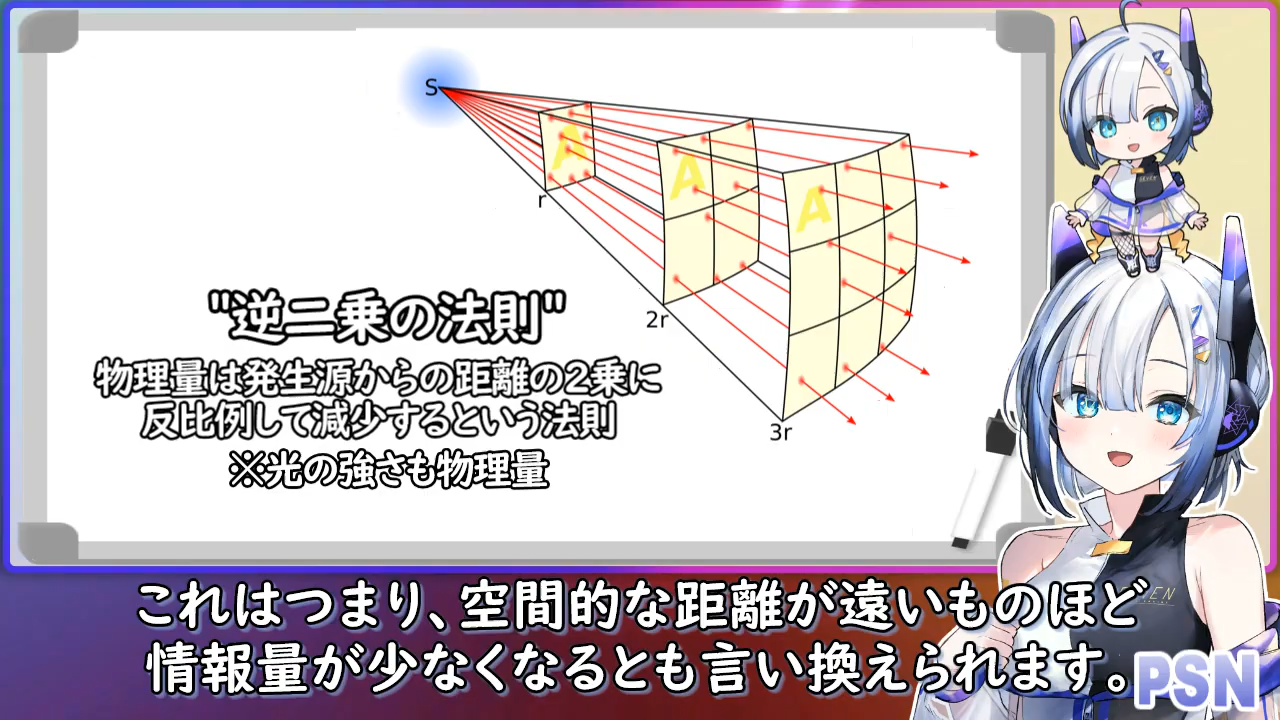 S
A
A
A
r
2r
3r
"逆二乗の法則"
物理量は発生源からの距離の2乗に
反比例して減少するという法則
※光の強さも物理量
これはつまり、空間的な距離が遠いものほど
情報量が少なくなるとも言い換えられます。
PSN